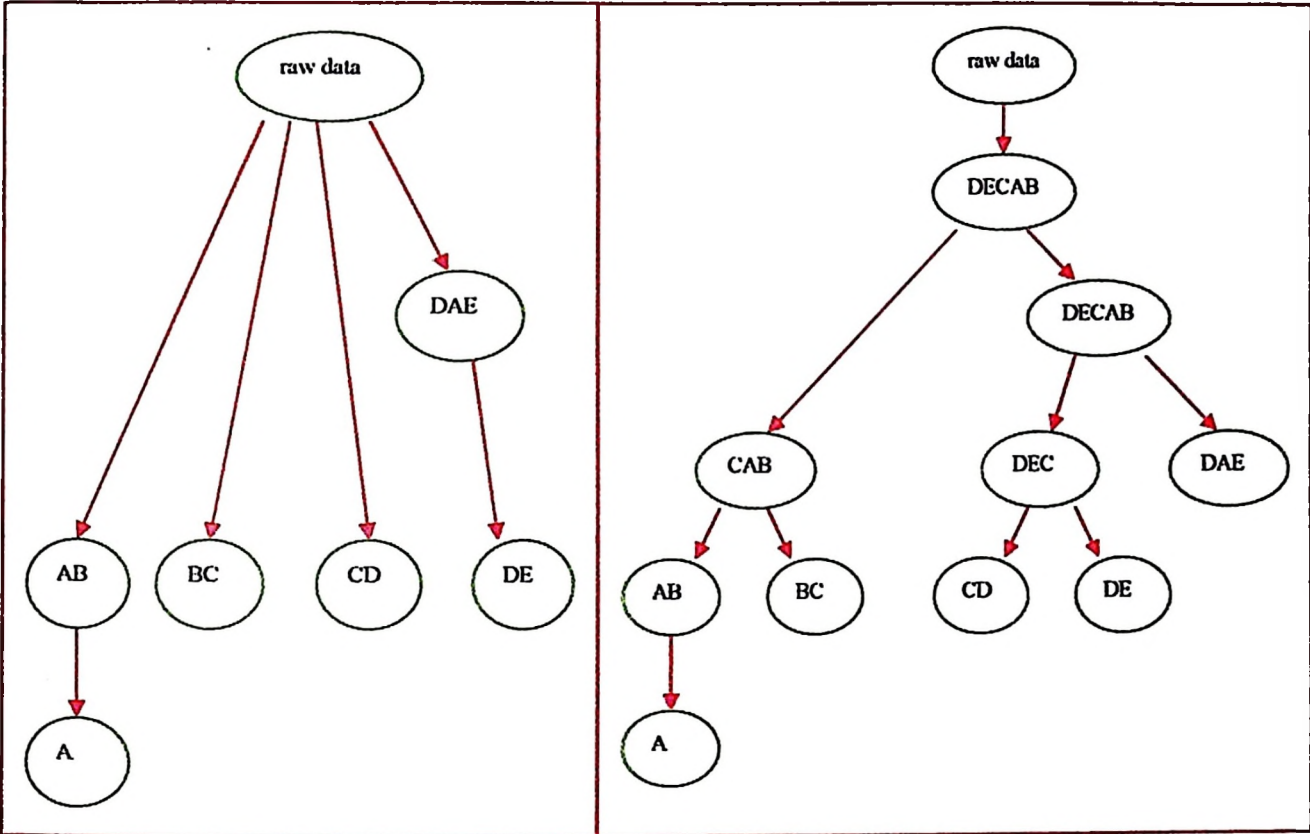 raw data
DAE
AB
BC
CD
DE
A
raw data
DECAB
DECAB
CAB
DEC
DAE
AB
BC
CD
DE
A